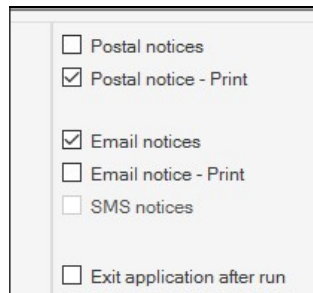 Postal notices
Postal notice - Print
Email notices
Email notice - Print
SMS notices
Exit application after run